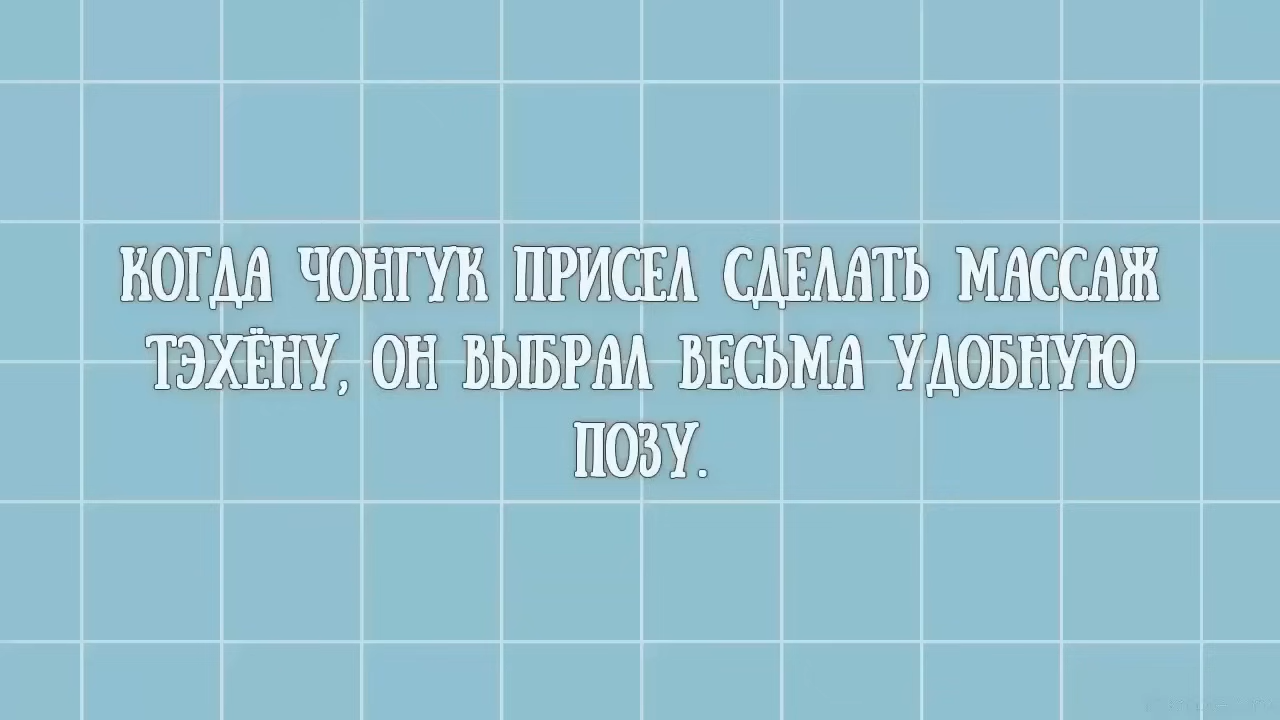 КОГДА ЧОНГУК ПРИСЕЛ СДЕЛАТЬ МАССАЖ
ТЭХЁНУ, ОН ВЫБРАЛ ВЕСЬМА УДОБНУЮ
ПОЗУ.